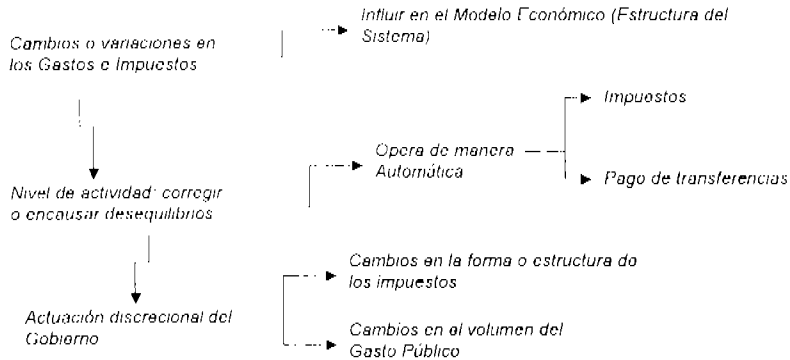 Influir en el Modelo Económico (Estructura del
Sistema)
Cambios o variaciones en
los Gastos e Impuestos
Impuestos
Opera de manera
Automática
Pago de transferencias
Nivel de actividad: corregir
o encausar desequilibrios
Cambios en la forma o estructura de
los impuestos
Actuación discrecional del
Gobierno
Cambios en el volumen del
Gasto Público